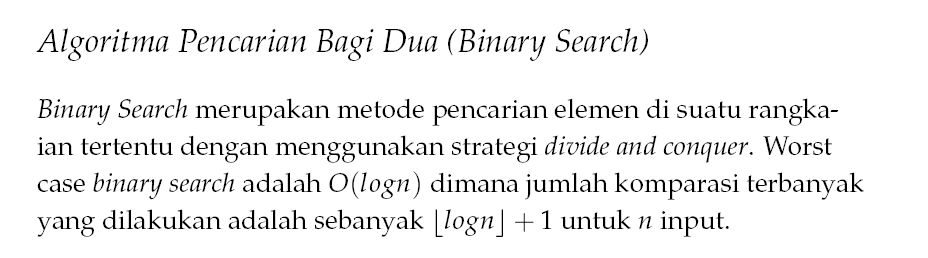 Algoritma Pencarian Bagi Dua (Binary Search)
Binary Search merupakan metode pencarian elemen di suatu rangka-
ian tertentu dengan menggunakan strategi divide and conquer. Worst
case binary search adalah O(logn) dimana jumlah komparasi terbanyak
yang dilakukan adalah sebanyak ⌊logn⌋ + 1 untuk n input.